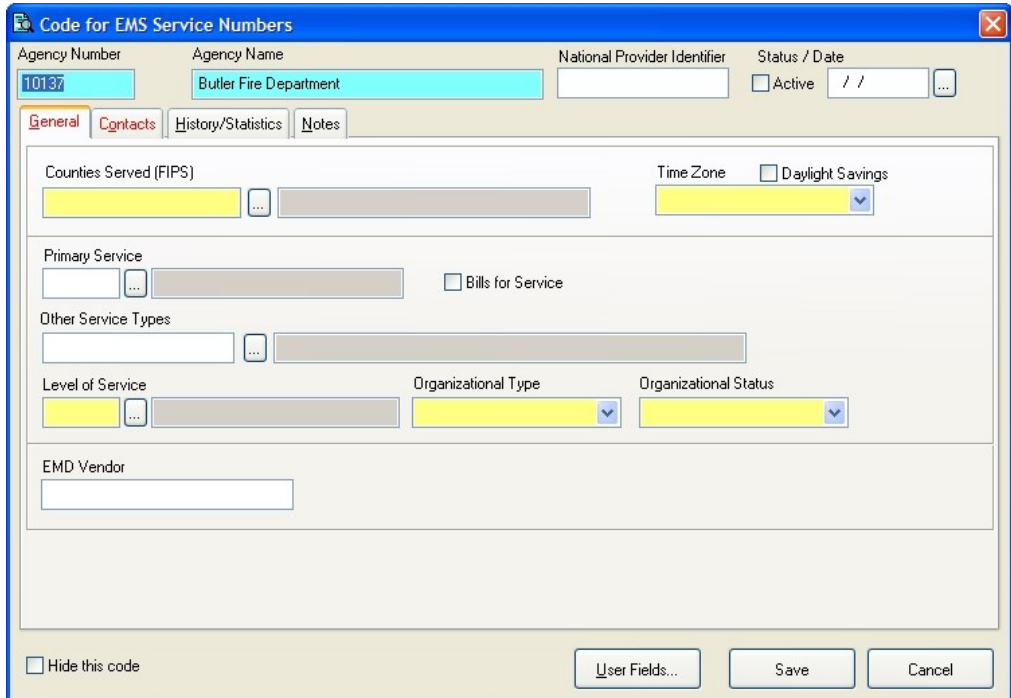 Code for EMS Service Numbers
Agency Number Agency Name National Provider Identifier Status / Date
10137 Butler Fire Department Active / / ...
General Contacts History/Statistics Notes
Counties Served (FIPS) Time Zone Daylight Savings
...
Primary Service
... Bills for Service
Other Service Types
...
Level of Service Organizational Type Organizational Status
...
EMD Vendor
Hide this code User Fields... Save Cancel